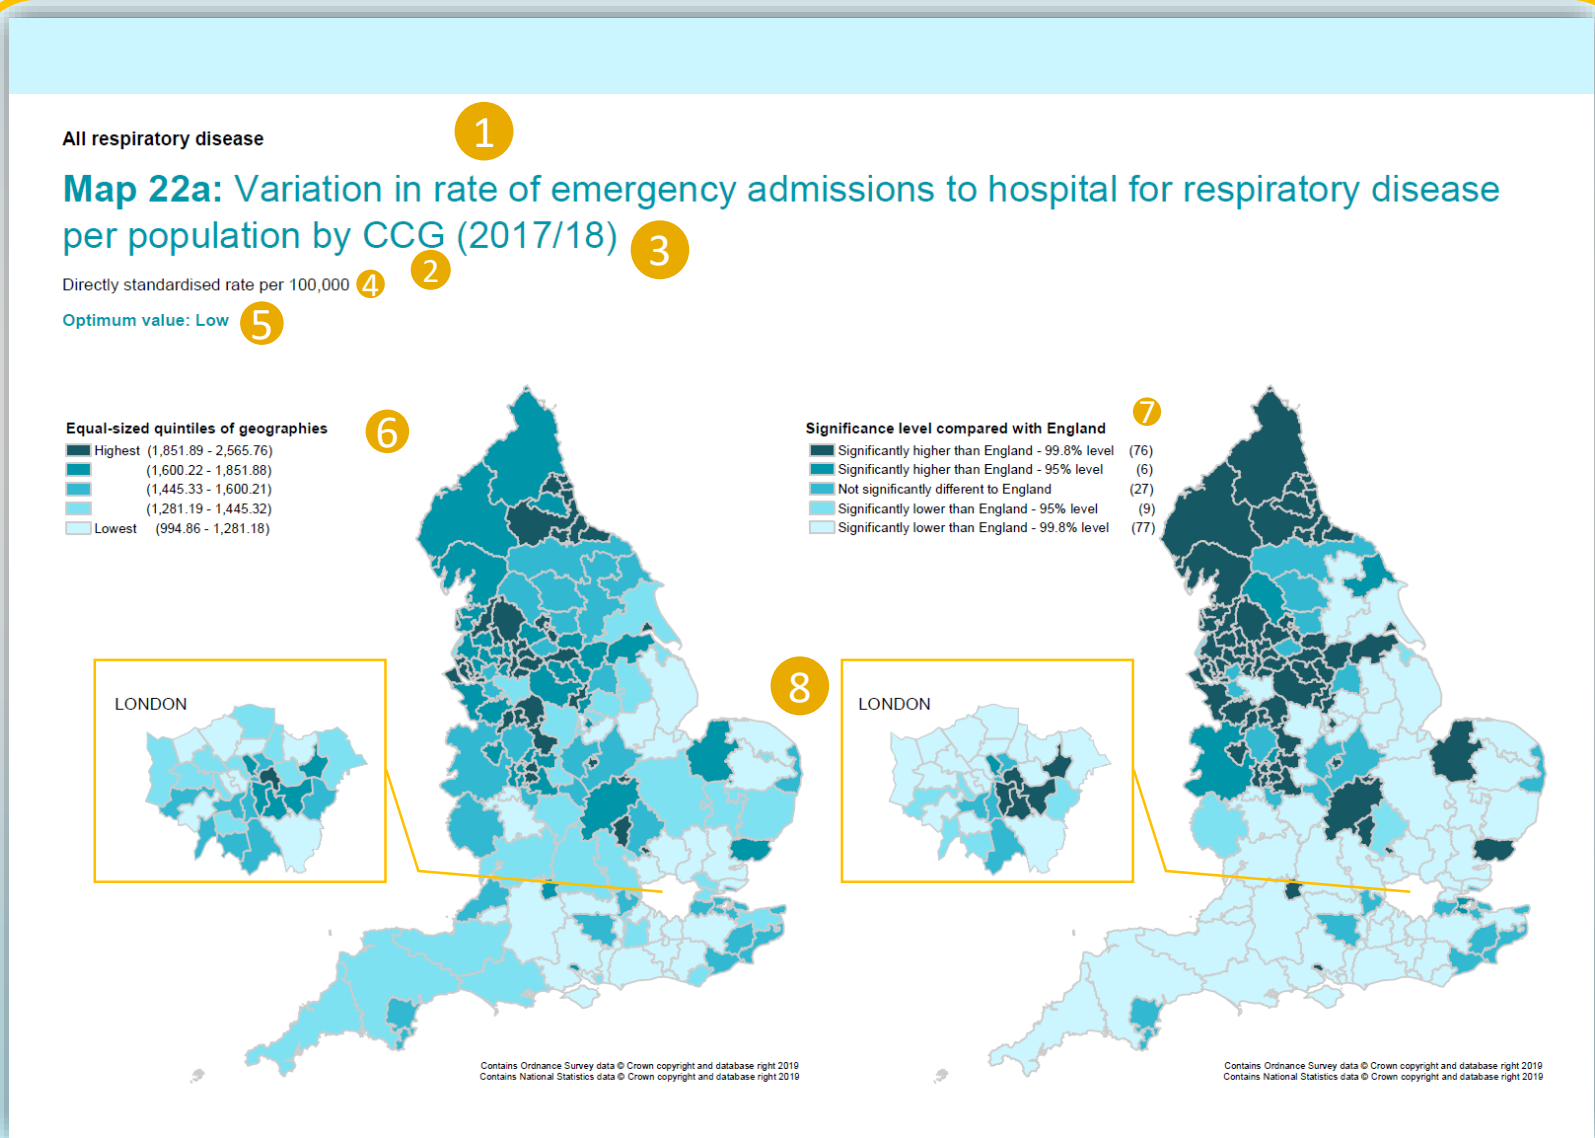 All respiratory disease
1
Map 22a: Variation in rate of emergency admissions to hospital for respiratory disease
per population by CCG (2017/18)
3
2
Directly standardised rate per 100,000
4
Optimum value: Low
5
Equal-sized quintiles of geographies
6
Highest (1,851.89 - 2,565.76)
(1,600.22 - 1,851.88)
(1,445.33 - 1,600.21)
(1,281.19 - 1,445.32)
Lowest (994.86 - 1,281.18)
7
Significance level compared with England
Significantly higher than England - 99.8% level (76)
Significantly higher than England - 95% level (6)
Not significantly different to England (27)
Significantly lower than England - 95% level (9)
Significantly lower than England - 99.8% level (77)
8
LONDON
LONDON
Contains Ordnance Survey data © Crown copyright and database right 2019
Contains National Statistics data © Crown copyright and database right 2019
Contains Ordnance Survey data © Crown copyright and database right 2019
Contains National Statistics data © Crown copyright and database right 2019